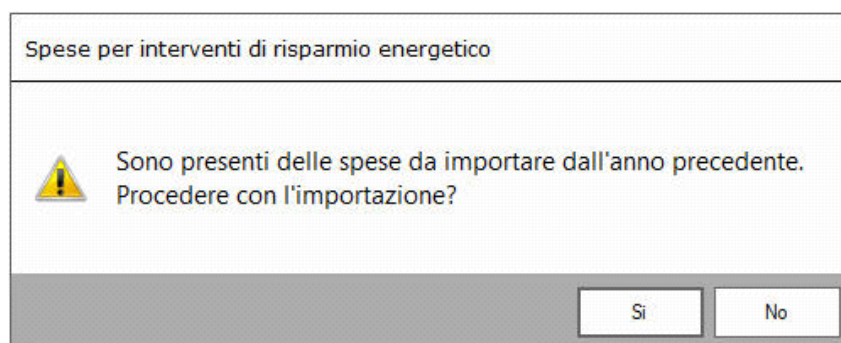 Spese per interventi di risparmio energetico
Sono presenti delle spese da importare dall'anno precedente.
Procedere con l'importazione?
Si
No